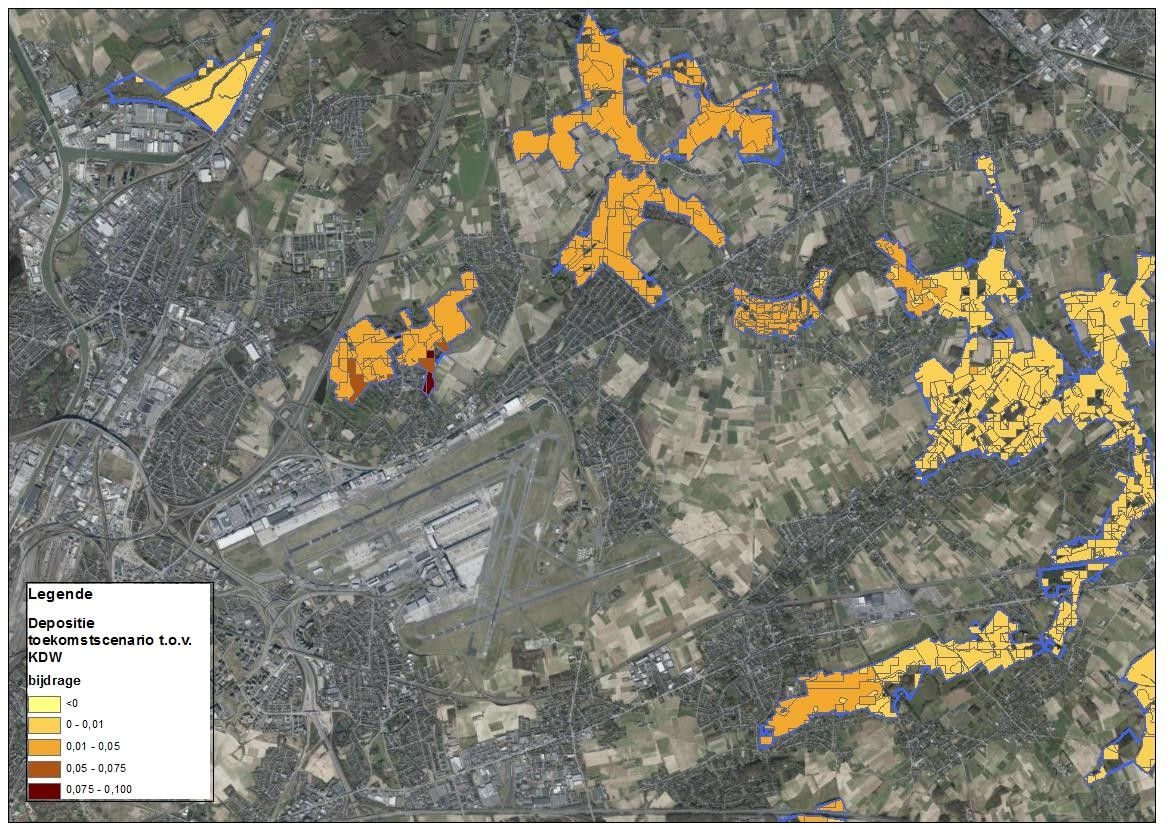 Legende
Depositie
toekomstscenario t.o.v.
KDW
bijdrage
<0
0 - 0,01
0,01 - 0,05
0,05 - 0,075
0,075 - 0,100